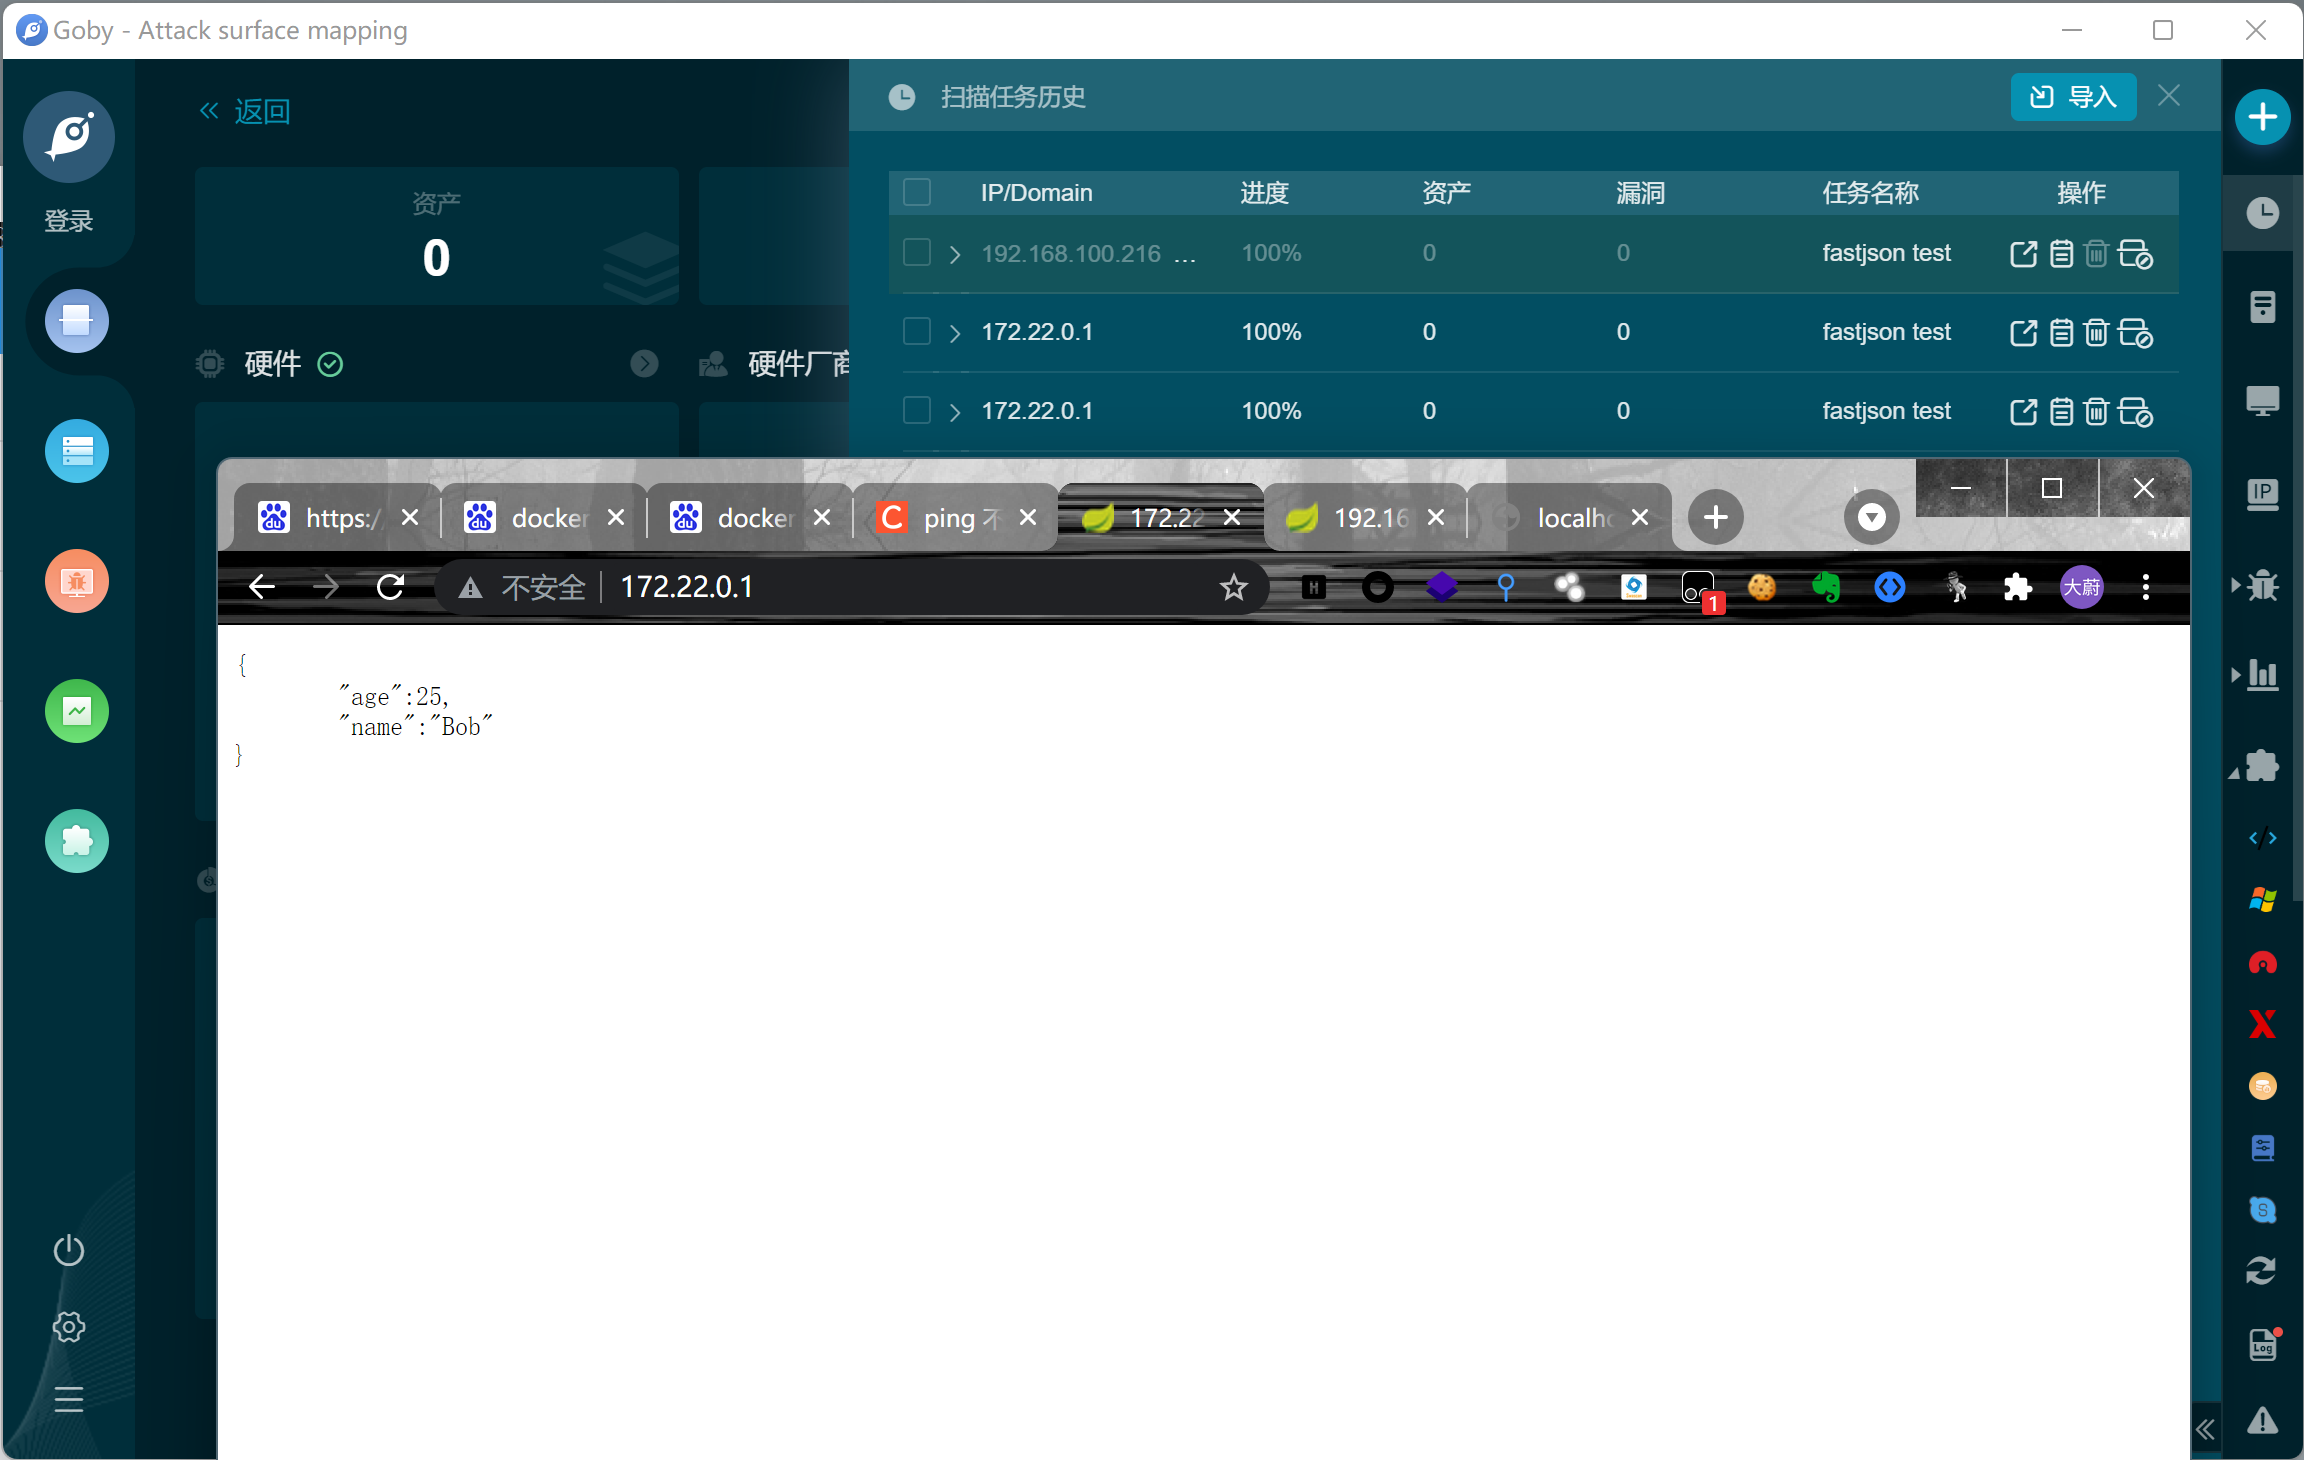 Goby - Attack surface mapping
登录
返回
资产
0
硬件
硬件厂商
扫描任务历史
导入
IP/Domain 进度 资产 漏洞 任务名称 操作
192.168.100.216 ... 100% 0 0 fastjson test
172.22.0.1 100% 0 0 fastjson test
172.22.0.1 100% 0 0 fastjson test
https:/ docker docker ping 不 172.22 192.16 localho
不安全 172.22.0.1
H
1
大蔚
{
"age":25,
"name":"Bob"
}
IP
Log